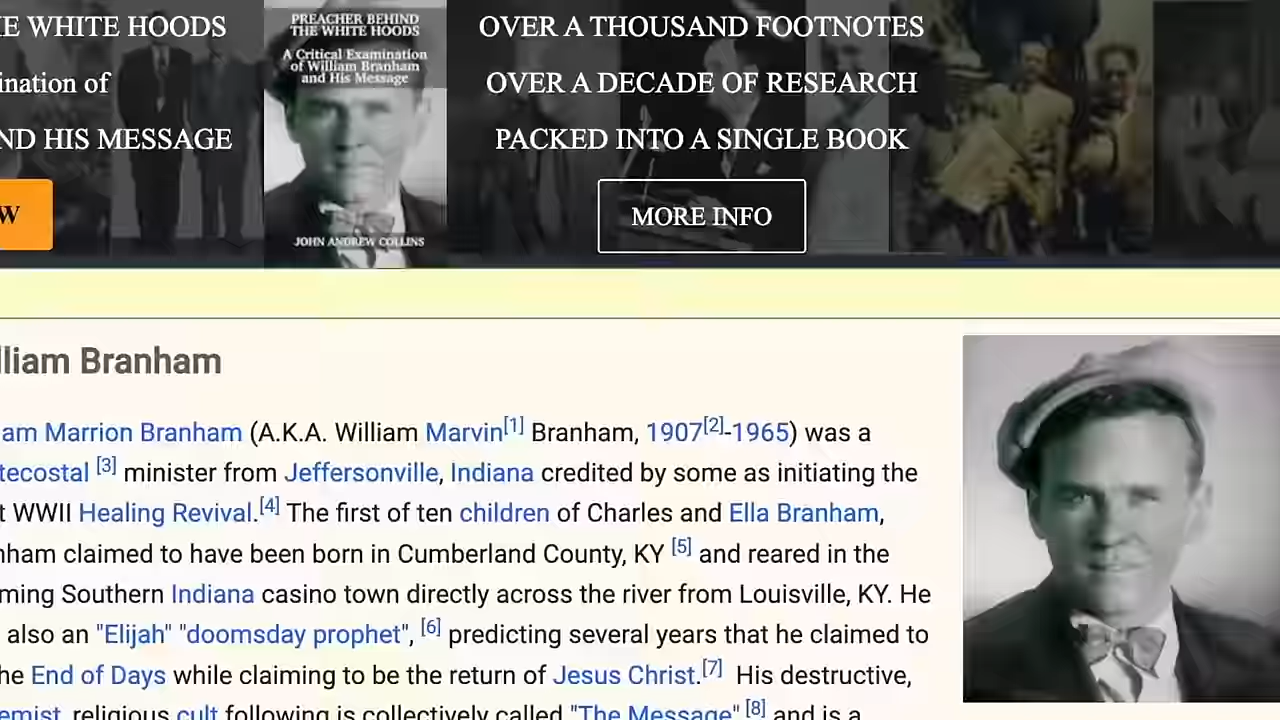 E WHITE HOODS
ination of
ND HIS MESSAGE
W
PREACHER BEHIND
THE WHITE HOODS
A Critical Examination
of William Branham
and His Message
JOHN ANDREW COLLINS
OVER A THOUSAND FOOTNOTES
OVER A DECADE OF RESEARCH
PACKED INTO A SINGLE BOOK
MORE INFO
lliam Branham
am Marrion Branham (A.K.A. William Marvin[1] Branham, 1907[2]-1965) was a
tecostal [3] minister from Jeffersonville, Indiana credited by some as initiating the
t WWII Healing Revival.[4] The first of ten children of Charles and Ella Branham,
nham claimed to have been born in Cumberland County, KY [5] and reared in the
ming Southern Indiana casino town directly across the river from Louisville, KY. He
also an "Elijah" "doomsday prophet", [6] predicting several years that he claimed to
he End of Days while claiming to be the return of Jesus Christ.[7] His destructive,
emist, religious cult following is collectively called "The Message" [8] and is a